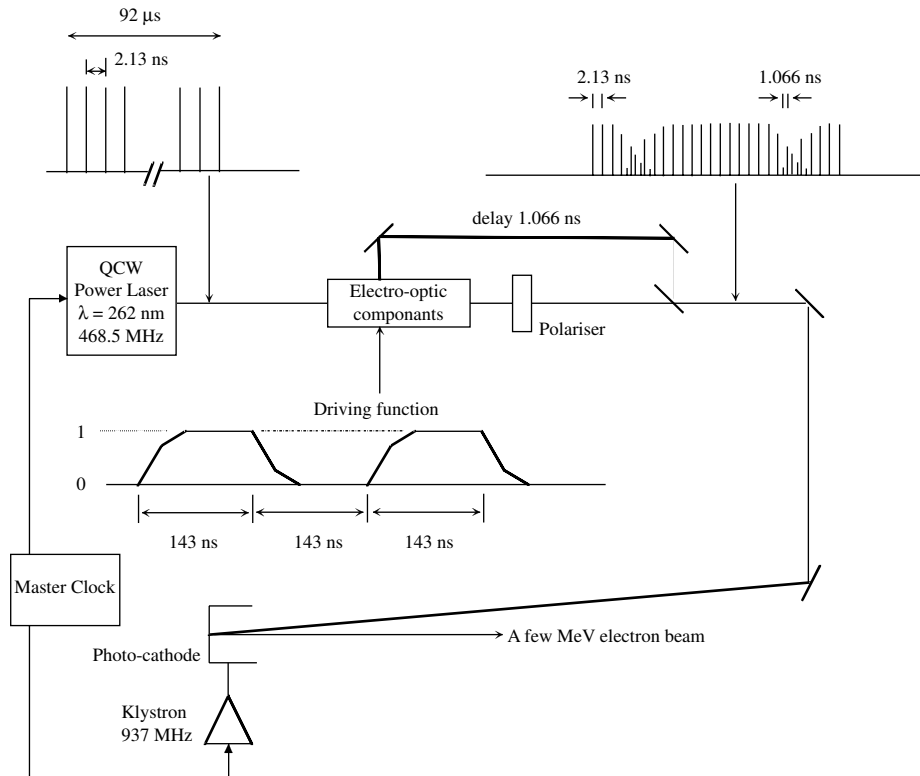 92 μs
2.13 ns
2.13 ns
1.066 ns
delay 1.066 ns
QCW
Power Laser
λ = 262 nm
468.5 MHz
Electro-optic
componants
Polariser
Driving function
1
0
143 ns
143 ns
143 ns
Master Clock
A few MeV electron beam
Photo-cathode
Klystron
937 MHz